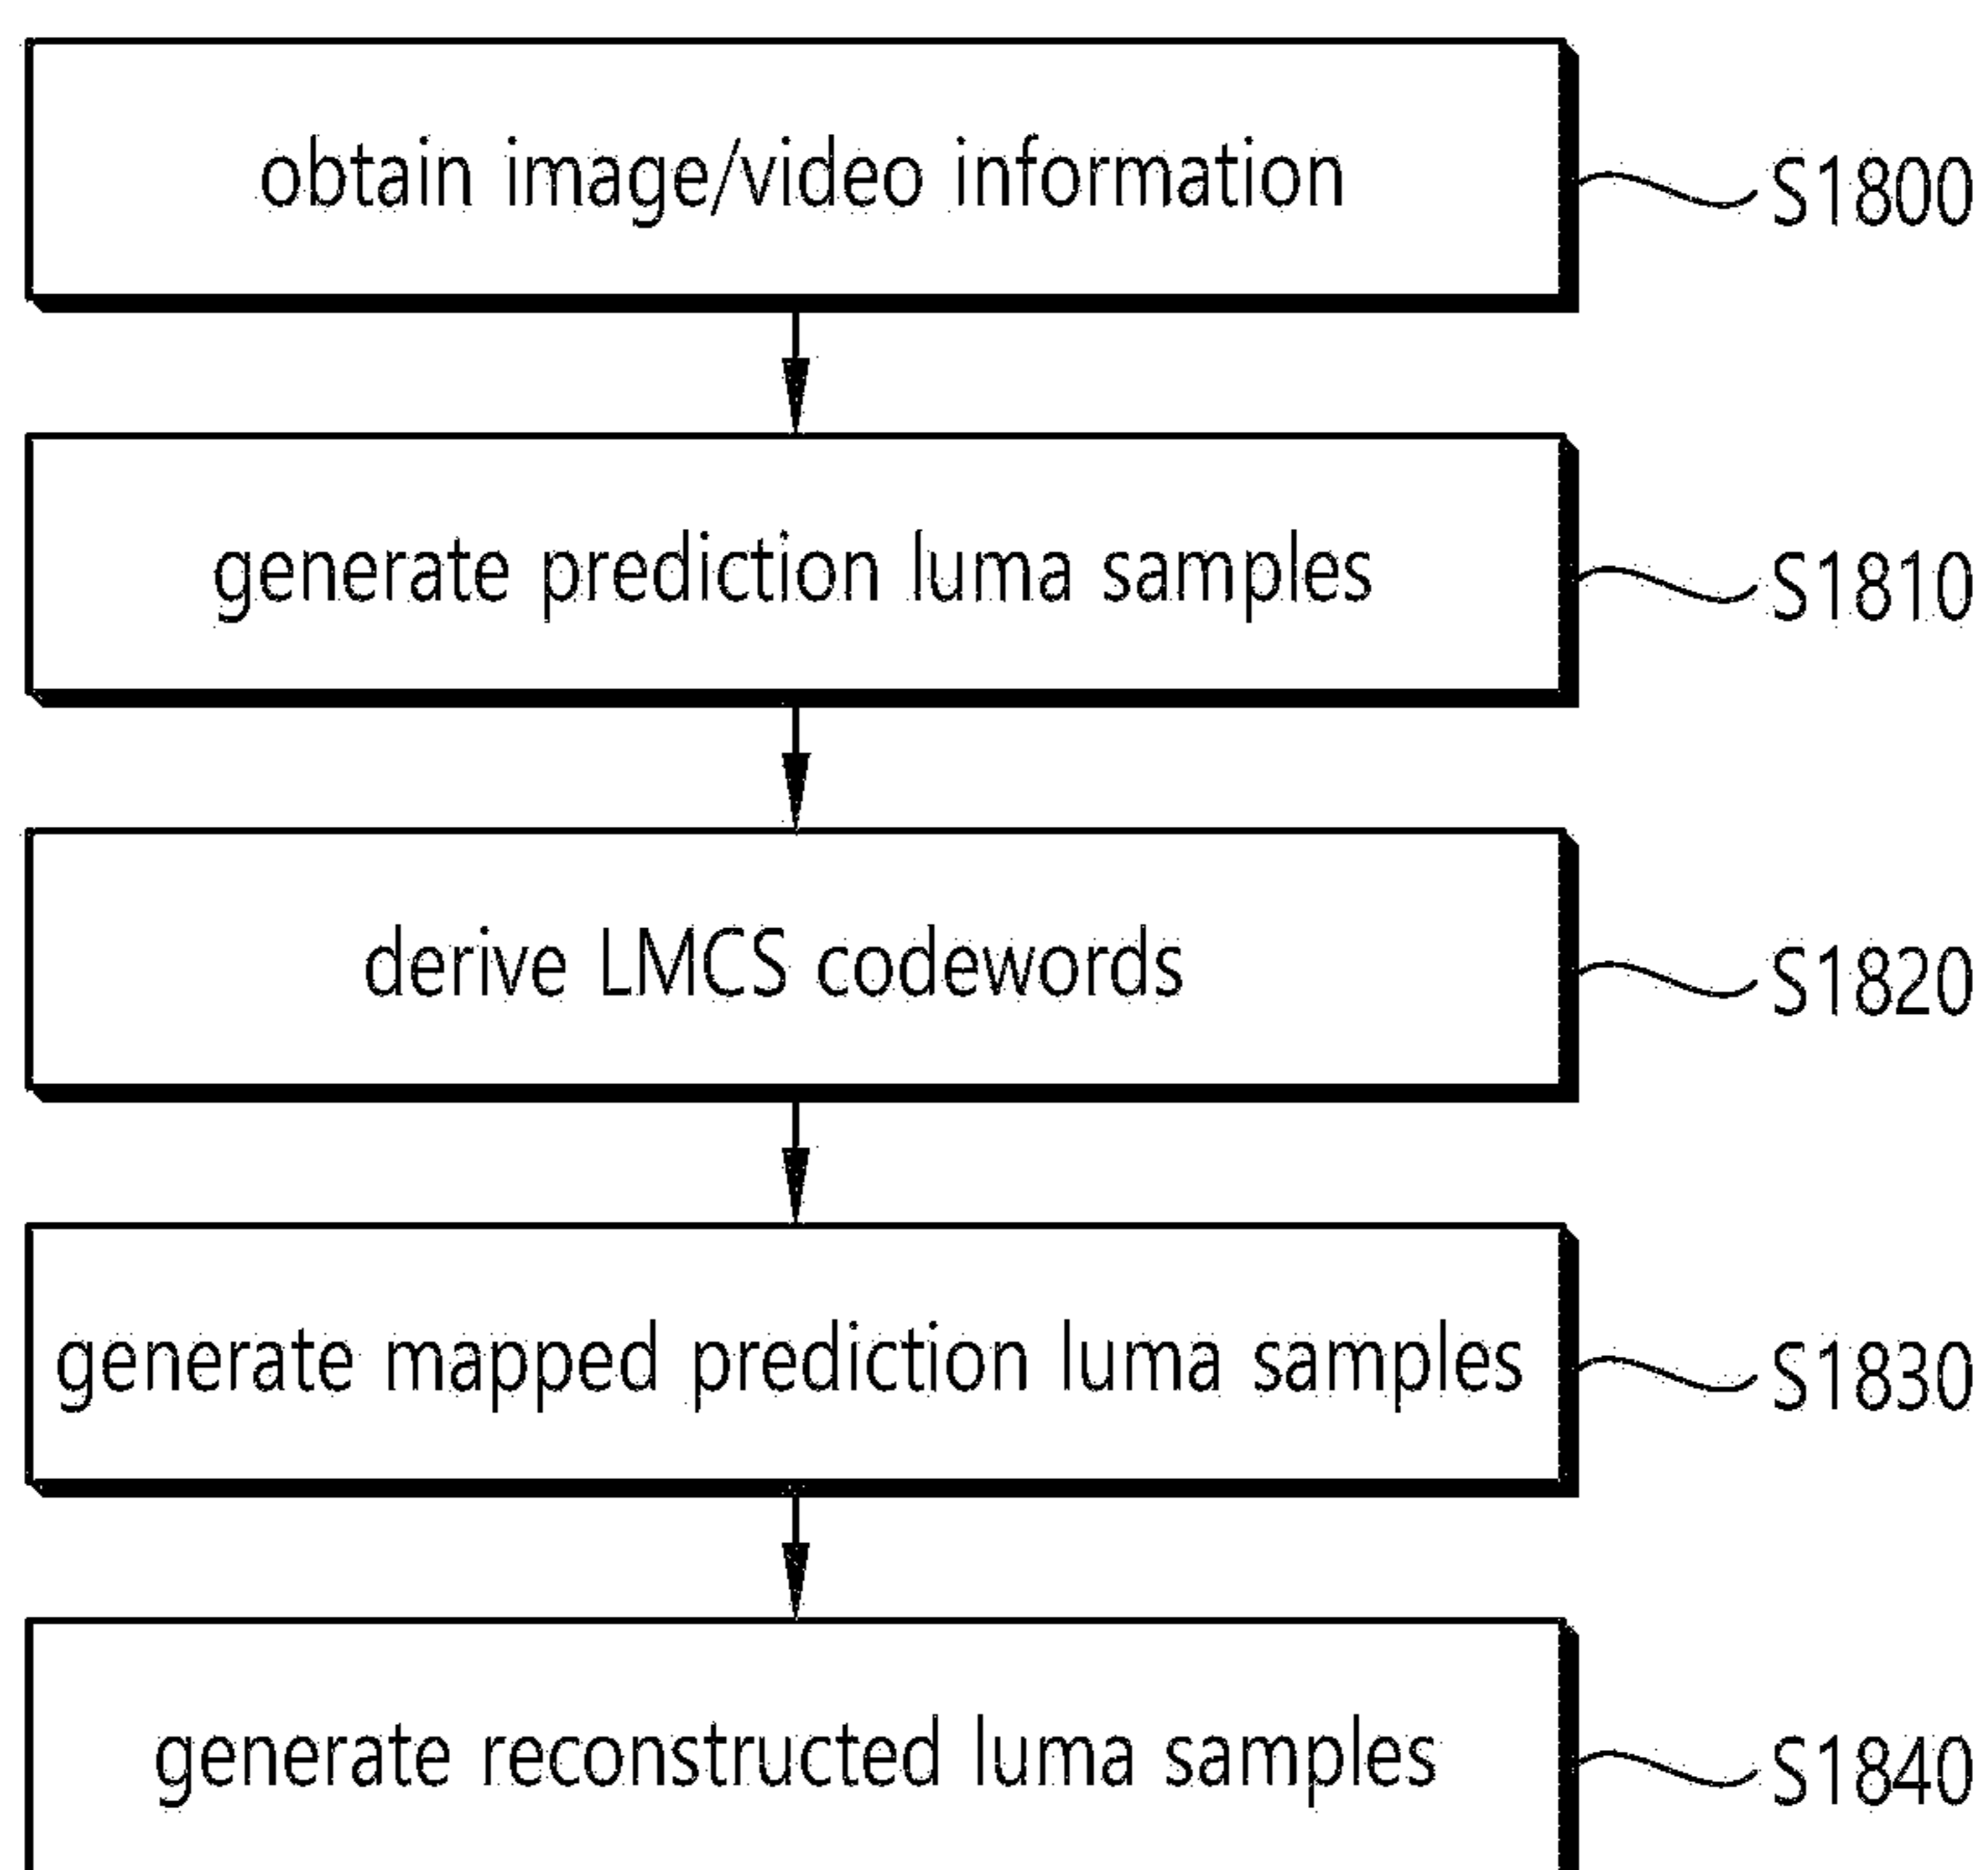 obtain image/video information
S1800
generate prediction luma samples
S1810
derive LMCS codewords
S1820
generate mapped prediction luma samples
S1830
generate reconstructed luma samples
S1840